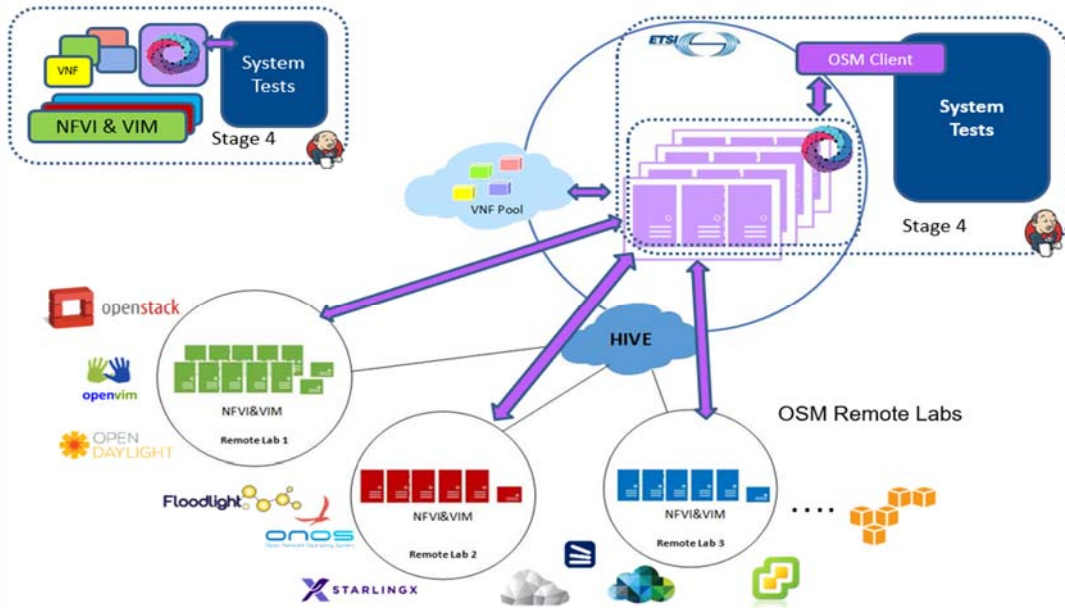 VNF
NFVI & VIM
System
Tests
Stage 4
ETSI
OSM Client
System
Tests
Stage 4
VNF Pool
HIVE
openstack
openvim
OPEN
DAYLIGHT
NFVI&VIM
Remote Lab 1
OSM Remote Labs
Floodlight
onos
Open Network Operating System
NFVI&VIM
Remote Lab 2
NFVI&VIM
Remote Lab 3
....
STARLINGX